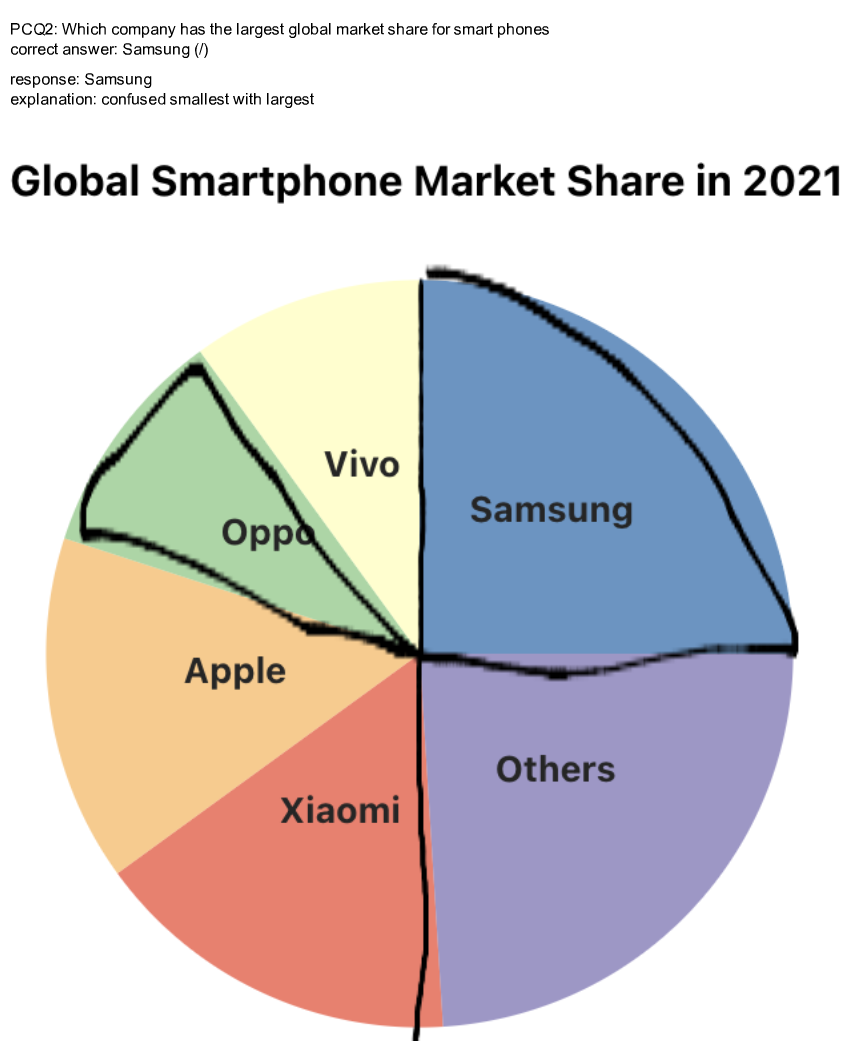 PCQ2: Which company has the largest global market share for smart phones
correct answer: Samsung (/)
response: Samsung
explanation: confused smallest with largest
Global Smartphone Market Share in 2021
Vivo
Samsung
Oppo
Apple
Others
Xiaomi